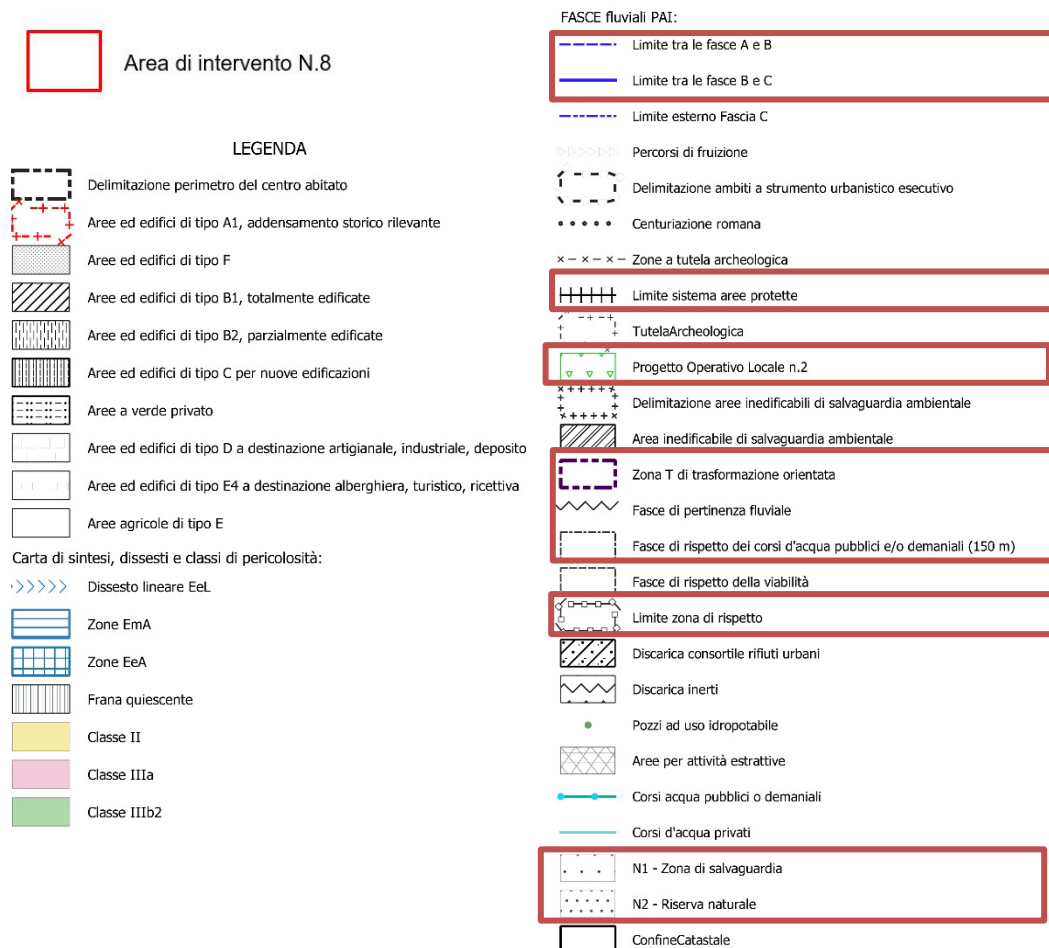 Area di intervento N.8
LEGENDA
Delimitazione perimetro del centro abitato
Aree ed edifici di tipo A1, addensamento storico rilevante
Aree ed edifici di tipo F
Aree ed edifici di tipo B1, totalmente edificate
Aree ed edifici di tipo B2, parzialmente edificate
Aree ed edifici di tipo C per nuove edificazioni
Aree a verde privato
Aree ed edifici di tipo D a destinazione artigianale, industriale, deposito
Aree ed edifici di tipo E4 a destinazione alberghiera, turistico, ricettiva
Aree agricole di tipo E
Carta di sintesi, dissesti e classi di pericolosità:
Dissesto lineare EeL
Zone EmA
Zone EeA
Frana quiescente
Classe II
Classe IIIa
Classe IIIb2
FASCE fluviali PAI:
Limite tra le fasce A e B
Limite tra le fasce B e C
Limite esterno Fascia C
Percorsi di fruizione
Delimitazione ambiti a strumento urbanistico esecutivo
Centuriazione romana
Zone a tutela archeologica
Limite sistema aree protette
TutelaArcheologica
Progetto Operativo Locale n.2
Delimitazione aree inedificabili di salvaguardia ambientale
Area inedificabile di salvaguardia ambientale
Zona T di trasformazione orientata
Fasce di pertinenza fluviale
Fasce di rispetto dei corsi d'acqua pubblici e/o demaniali (150 m)
Fasce di rispetto della viabilità
Limite zona di rispetto
Discarica consortile rifiuti urbani
Discarica inerti
Pozzi ad uso idropotabile
Aree per attività estrattive
Corsi acqua pubblici o demaniali
Corsi d'acqua privati
N1 - Zona di salvaguardia
N2 - Riserva naturale
ConfineCatastale